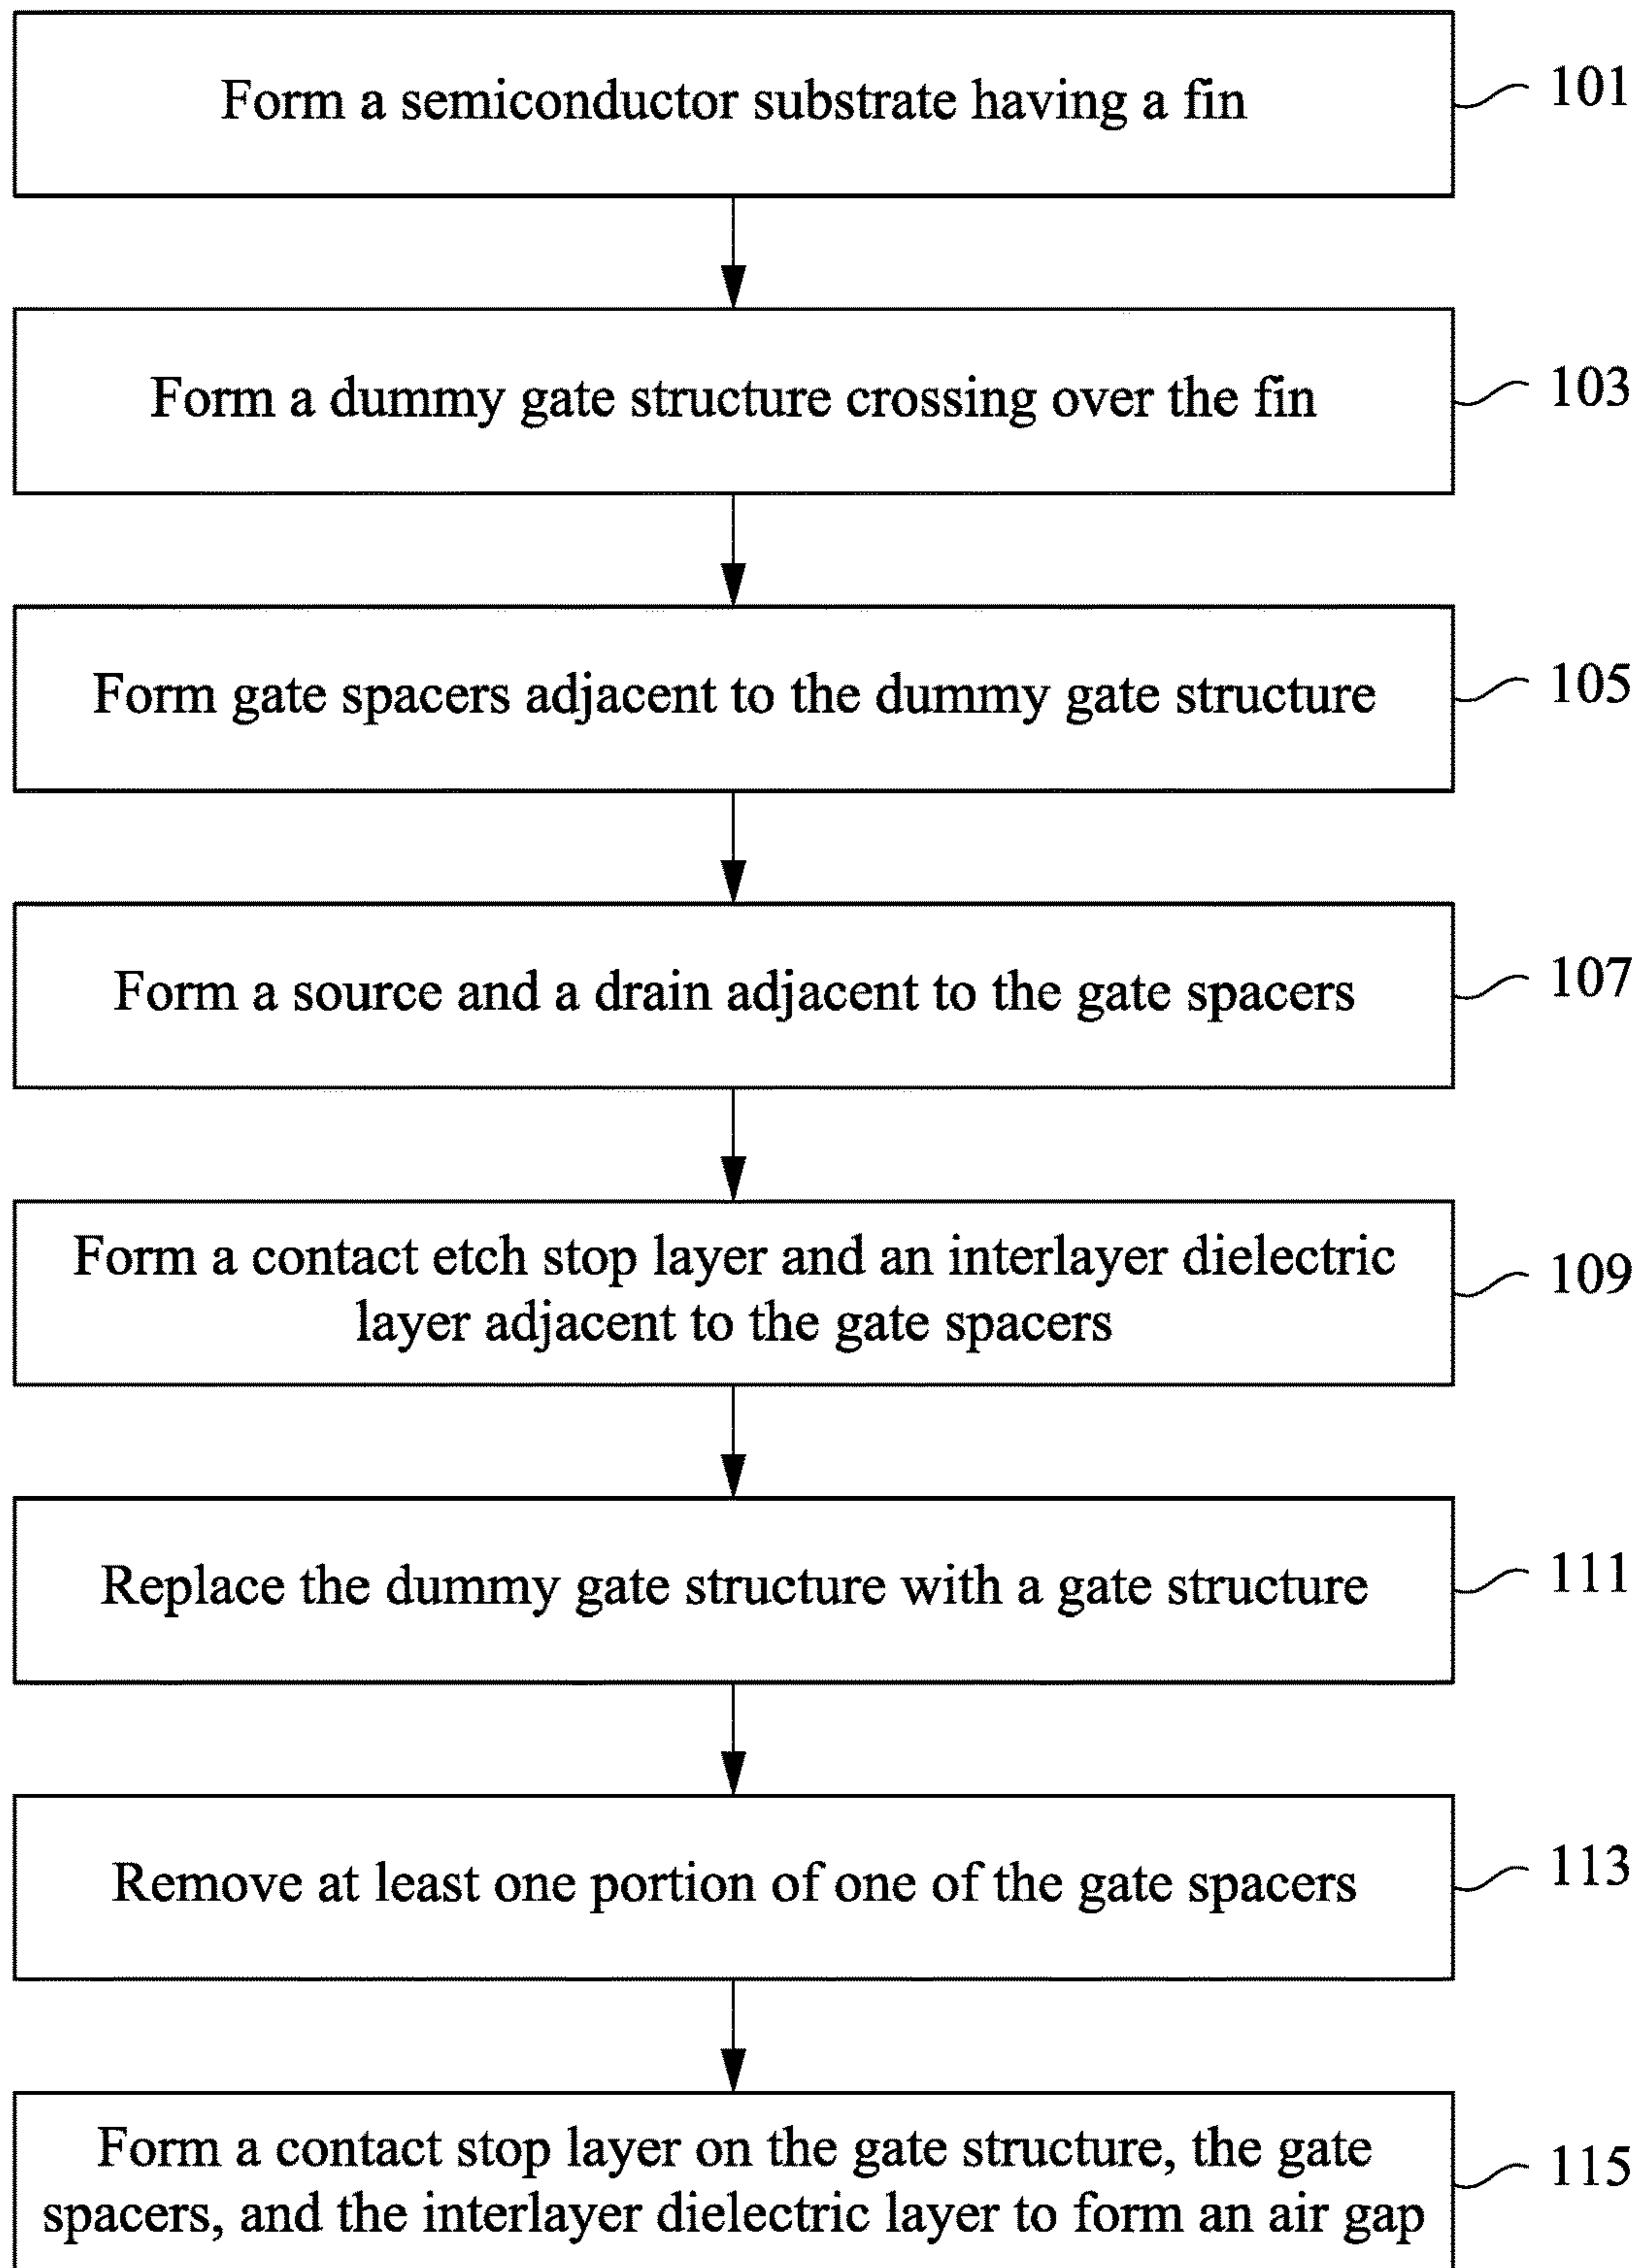 Form a semiconductor substrate having a fin
101
Form a dummy gate structure crossing over the fin
103
Form gate spacers adjacent to the dummy gate structure
105
Form a source and a drain adjacent to the gate spacers
107
Form a contact etch stop layer and an interlayer dielectric
layer adjacent to the gate spacers
109
Replace the dummy gate structure with a gate structure
111
Remove at least one portion of one of the gate spacers
113
Form a contact stop layer on the gate structure, the gate
spacers, and the interlayer dielectric layer to form an air gap
115